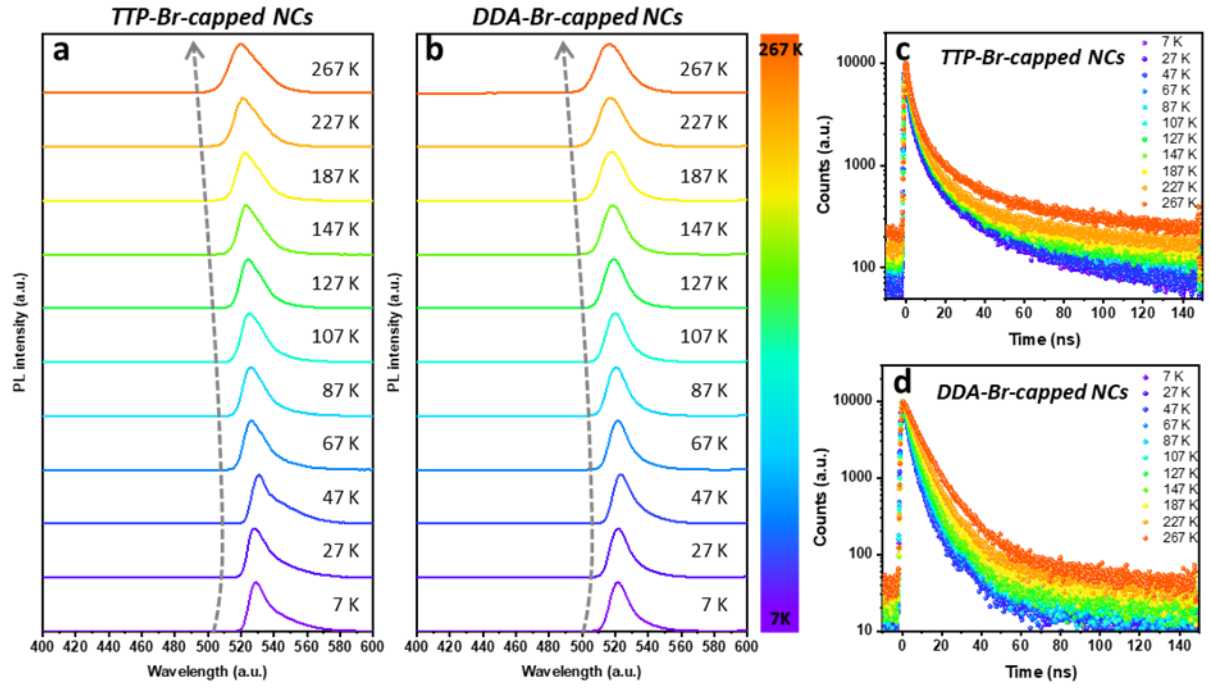 TTP-Br-capped NCs
a
267 K
227 K
187 K
147 K
127 K
107 K
87 K
67 K
47 K
27 K
7 K
PL intensity (a.u.)
400 420 440 460 480 500 520 540 560 580 600
Wavelength (a.u.)
DDA-Br-capped NCs
b
267 K
227 K
187 K
147 K
127 K
107 K
87 K
67 K
47 K
27 K
7 K
PL intensity (a.u.)
400 420 440 460 480 500 520 540 560 580 600
Wavelength (a.u.)
267 K
7K
c
TTP-Br-capped NCs
7 K
27 K
47 K
67 K
87 K
107 K
127 K
147 K
187 K
227 K
267 K
10000
1000
100
Counts (a.u.)
0 20 40 60 80 100 120 140
Time (ns)
d
DDA-Br-capped NCs
7 K
27 K
47 K
67 K
87 K
107 K
127 K
147 K
187 K
227 K
267 K
10000
1000
100
10
Counts (a.u.)
0 20 40 60 80 100 120 140
Time (ns)